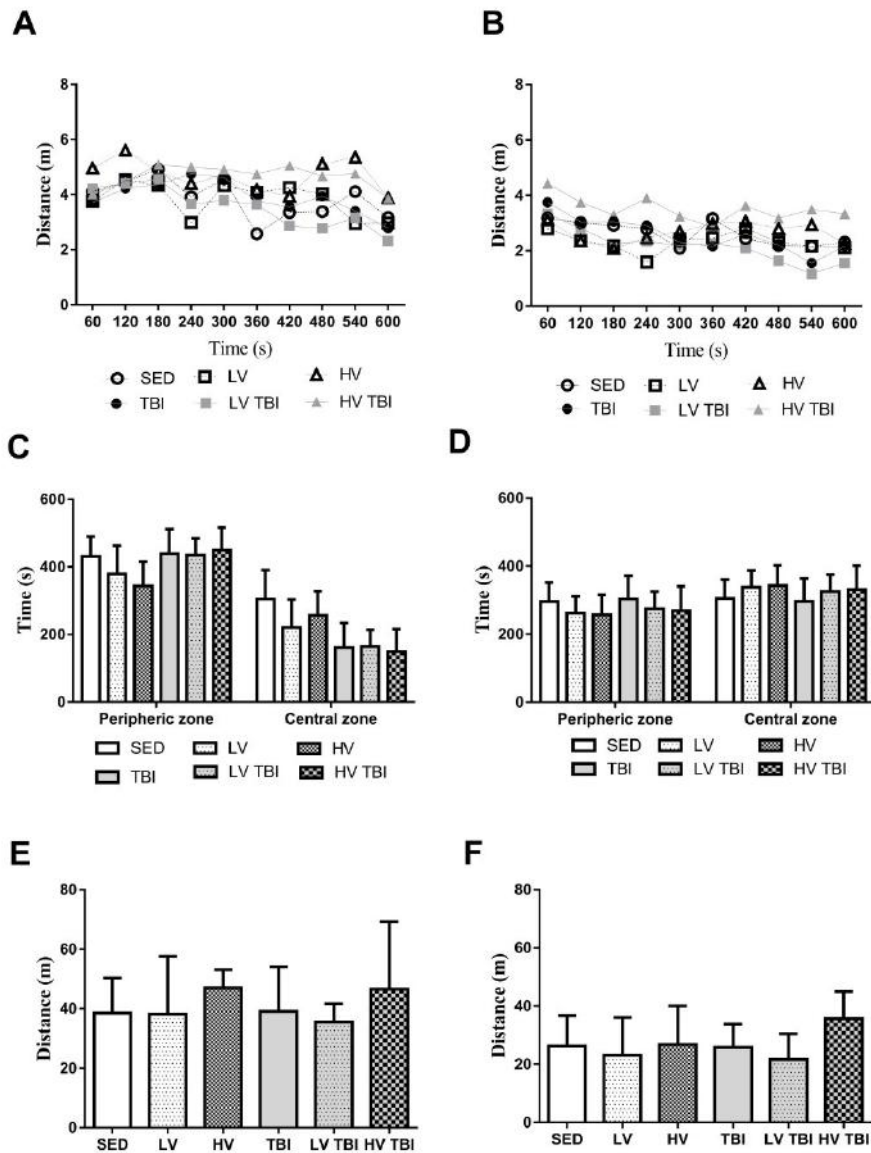 A
B
8
6
4
2
0
Distance (m)
60 120 180 240 300 360 420 480 540 600
Time (s)
SED LV HV
TBI LV TBI HV TBI
8
6
4
2
0
Distance (m)
60 120 180 240 300 360 420 480 540 600
Time (s)
SED LV HV
TBI LV TBI HV TBI
C
D
600
400
200
0
Time (s)
Peripheric zone Central zone
SED LV HV
TBI LV TBI HV TBI
600
400
200
0
Time (s)
Peripheric zone Central zone
SED LV HV
TBI LV TBI HV TBI
E
F
80
60
40
20
0
Distance (m)
SED LV HV TBI LV TBI HV TBI
80
60
40
20
0
Distance (m)
SED LV HV TBI LV TBI HV TBI